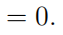 = 0.